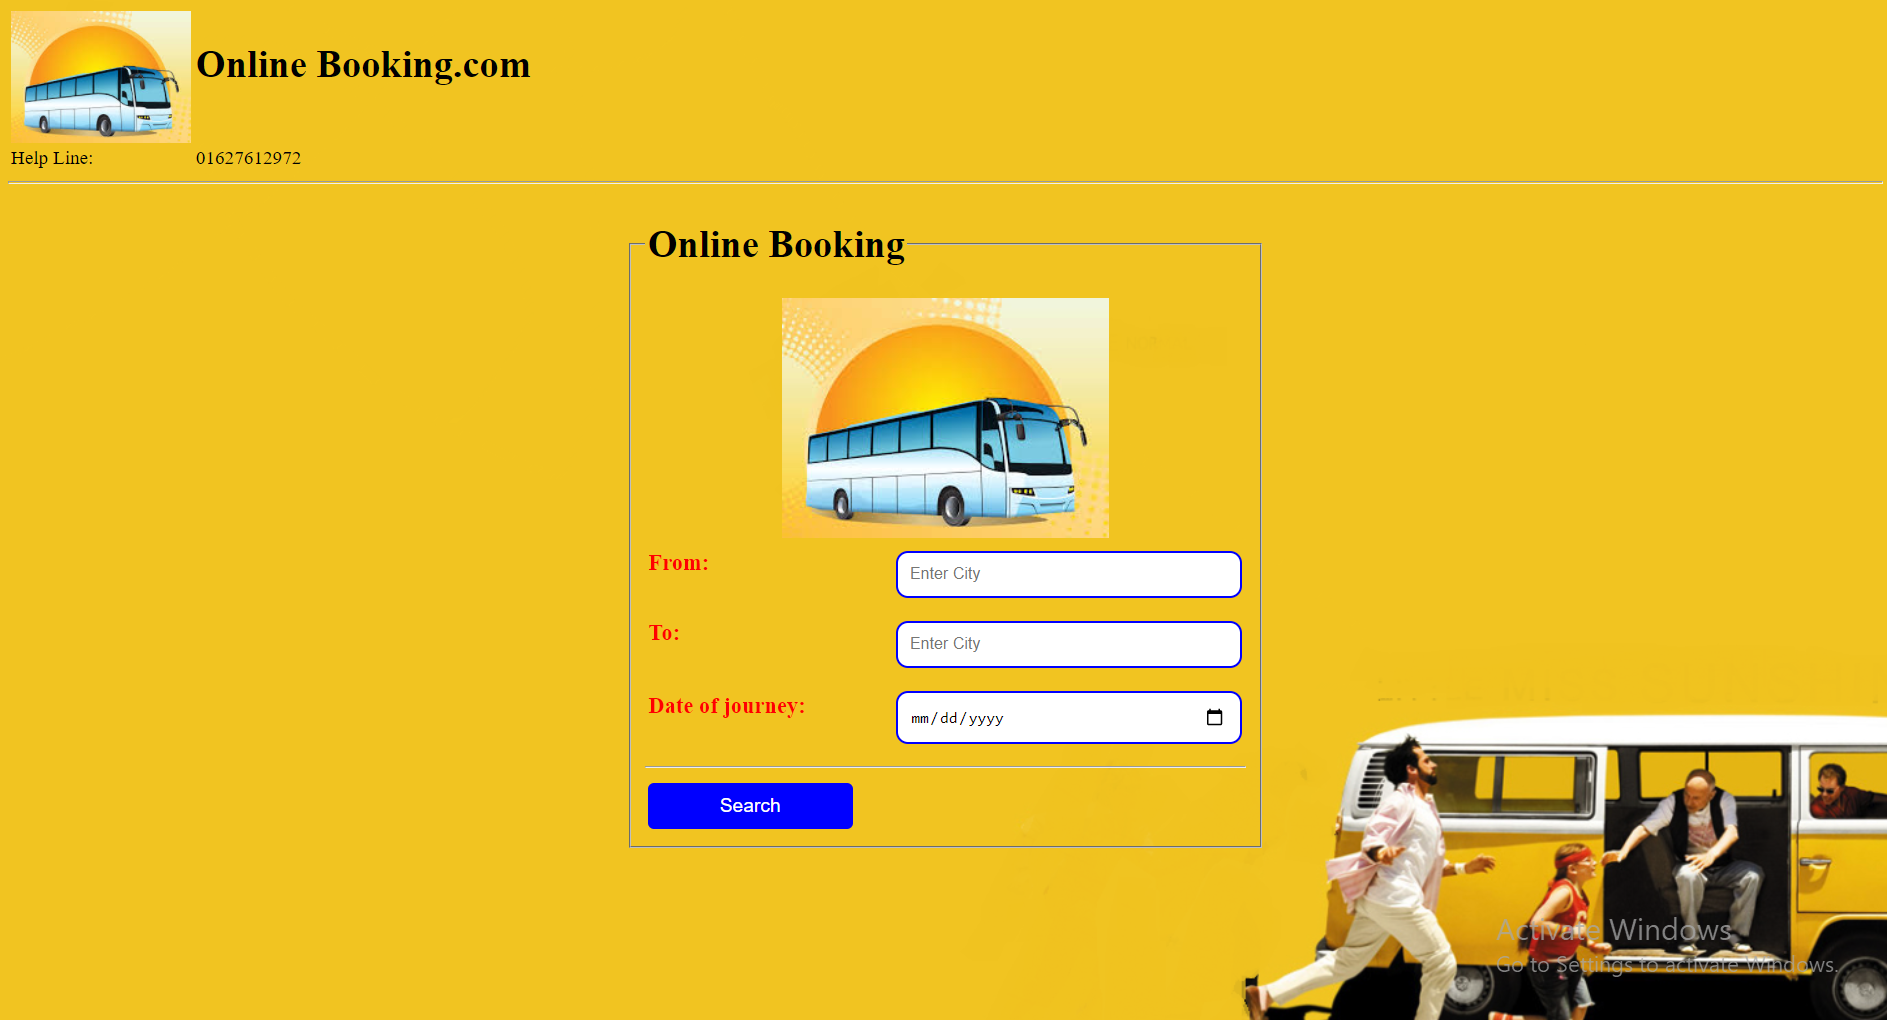 Online Booking.com
Help Line: 01627612972
Online Booking
From: Enter City
To: Enter City
Date of journey: mm/dd/yyyy
Search
Activate Windows
Go to Settings to activate Windows.